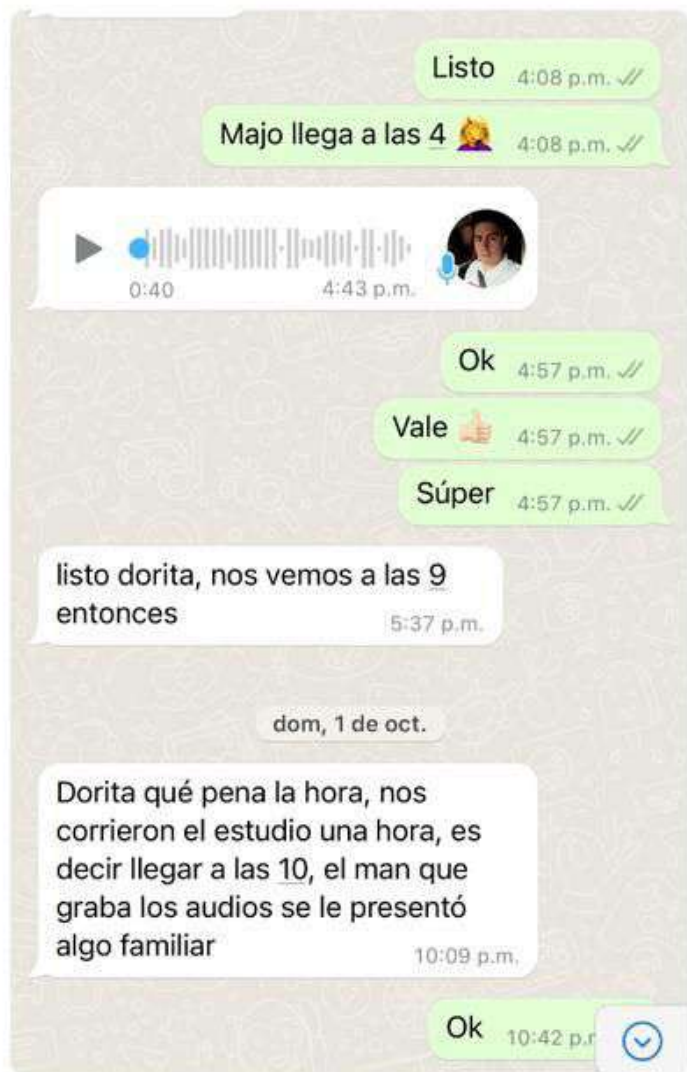 Listo 4:08 p.m.
Majo llega a las 4 🤦‍♀️ 4:08 p.m.
0:40 4:43 p.m.
Ok 4:57 p.m.
Vale 👍🏻 4:57 p.m.
Súper 4:57 p.m.
listo dorita, nos vemos a las 9
entonces 5:37 p.m.
dom, 1 de oct.
Dorita qué pena la hora, nos
corrieron el estudio una hora, es
decir llegar a las 10, el man que
graba los audios se le presentó
algo familiar 10:09 p.m.
Ok 10:42 p.